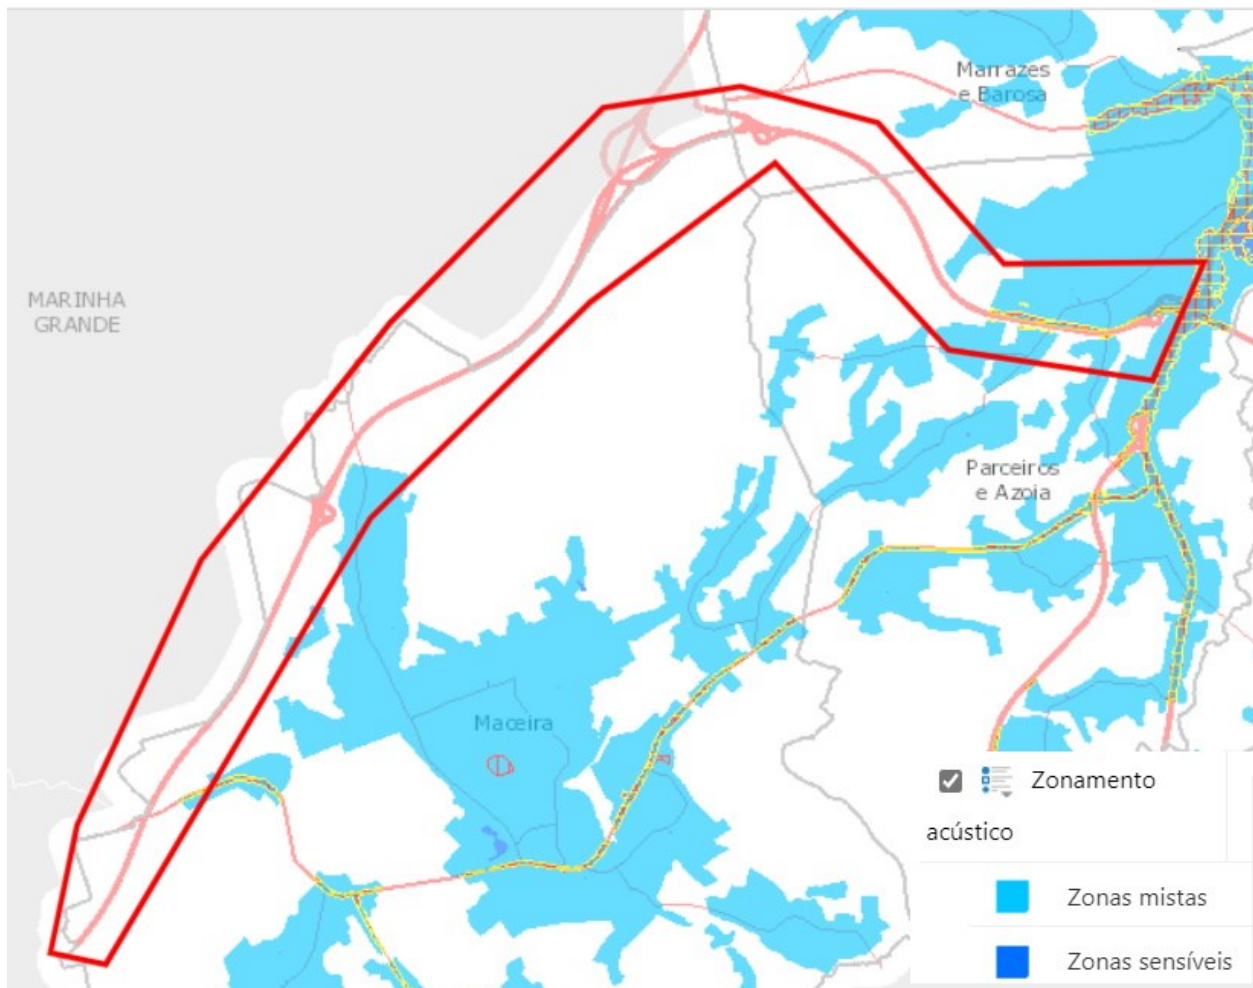 Marrazes
e Barosa
MARINHA
GRANDE
Parceiros
e Azoia
Maceira
Zonamento
acústico
Zonas mistas
Zonas sensíveis